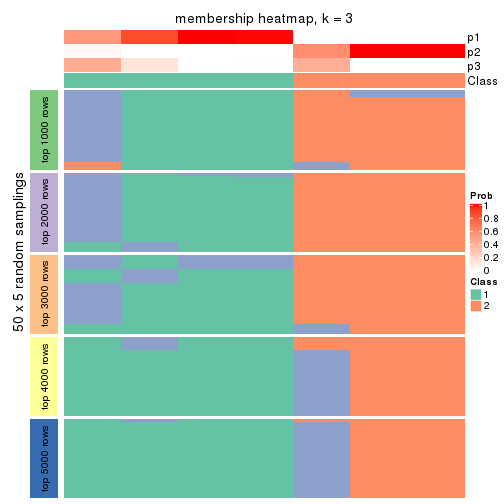 membership heatmap, k = 3
p1
p2
p3
Class
50 x 5 random samplings
top 1000 rows
top 2000 rows
top 3000 rows
top 4000 rows
top 5000 rows
Prob
1
0.8
0.6
0.4
0.2
0
Class
1
2